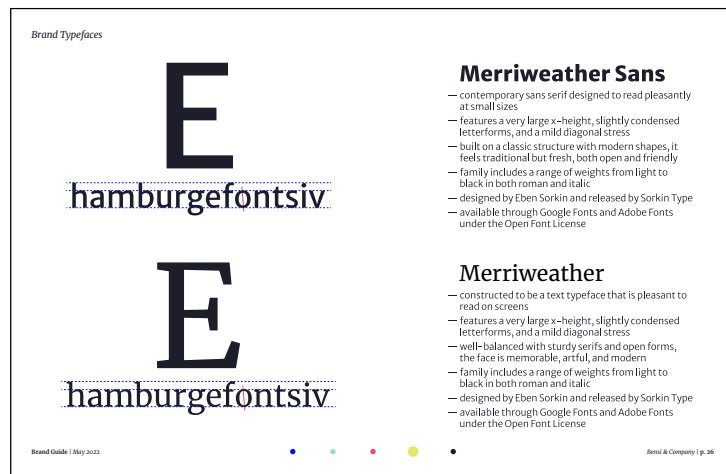 Brand Typefaces
E
hamburgefontsiv
Merriweather Sans
— contemporary sans serif designed to read pleasantly
at small sizes
— features a very large x-height, slightly condensed
letterforms, and a mild diagonal stress
— built on a classic structure with modern shapes, it
feels traditional but fresh, both open and friendly
— family includes a range of weights from light to
black in both roman and italic
— designed by Eben Sorkin and released by Sorkin Type
— available through Google Fonts and Adobe Fonts
under the Open Font License
E
hamburgefontsiv
Merriweather
— constructed to be a text typeface that is pleasant to
read on screens
— features a very large x-height, slightly condensed
letterforms, and a mild diagonal stress
— well-balanced with sturdy serifs and open forms,
the face is memorable, artful, and modern
— family includes a range of weights from light to
black in both roman and italic
— designed by Eben Sorkin and released by Sorkin Type
— available through Google Fonts and Adobe Fonts
under the Open Font License
Brand Guide | May 2022
Bensi & Company | p. 26